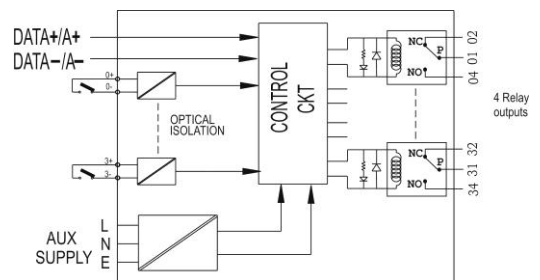 DATA+/A+
DATA-/A-
0+
0-
OPTICAL
ISOLATION
3+
3-
CONTROL
CKT
NC
P
NO
02
01
04
4 Relay
outputs
NC
P
NO
32
31
34
AUX
SUPPLY
L
N
E